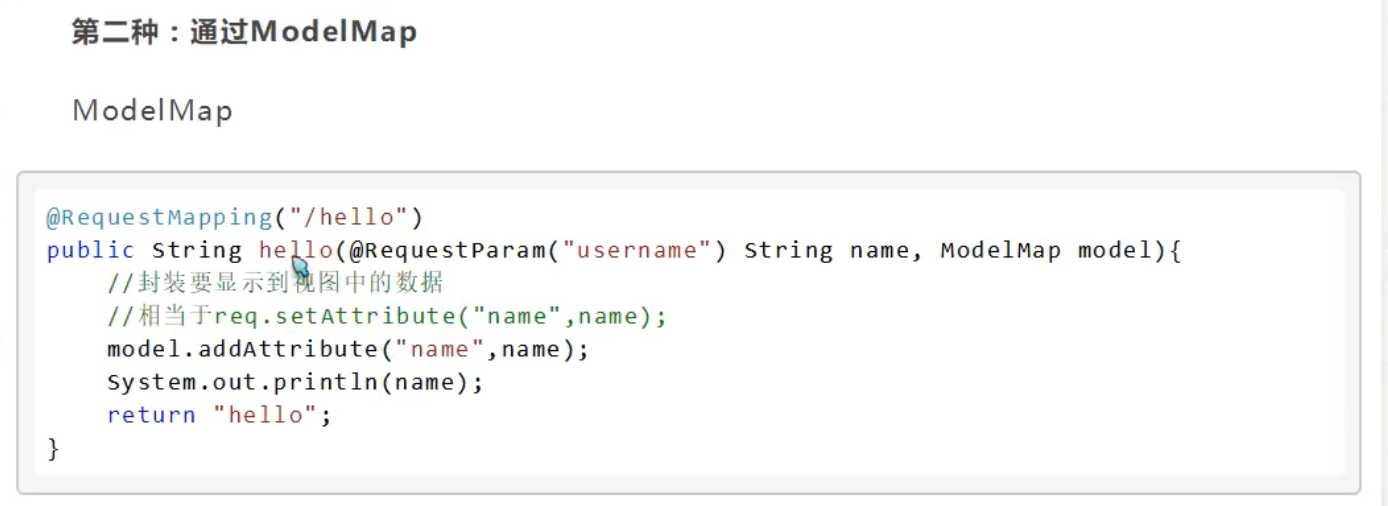 第二种：通过ModelMap
ModelMap
@RequestMapping("/hello")
public String hello(@RequestParam("username") String name, ModelMap model){
//封装要显示到视图中的数据
//相当于req.setAttribute("name",name);
model.addAttribute("name",name);
System.out.println(name);
return "hello";
}